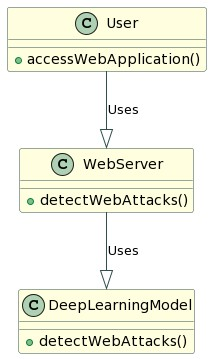 C User
accessWebApplication()
Uses
C WebServer
detectWebAttacks()
Uses
C DeepLearningModel
detectWebAttacks()